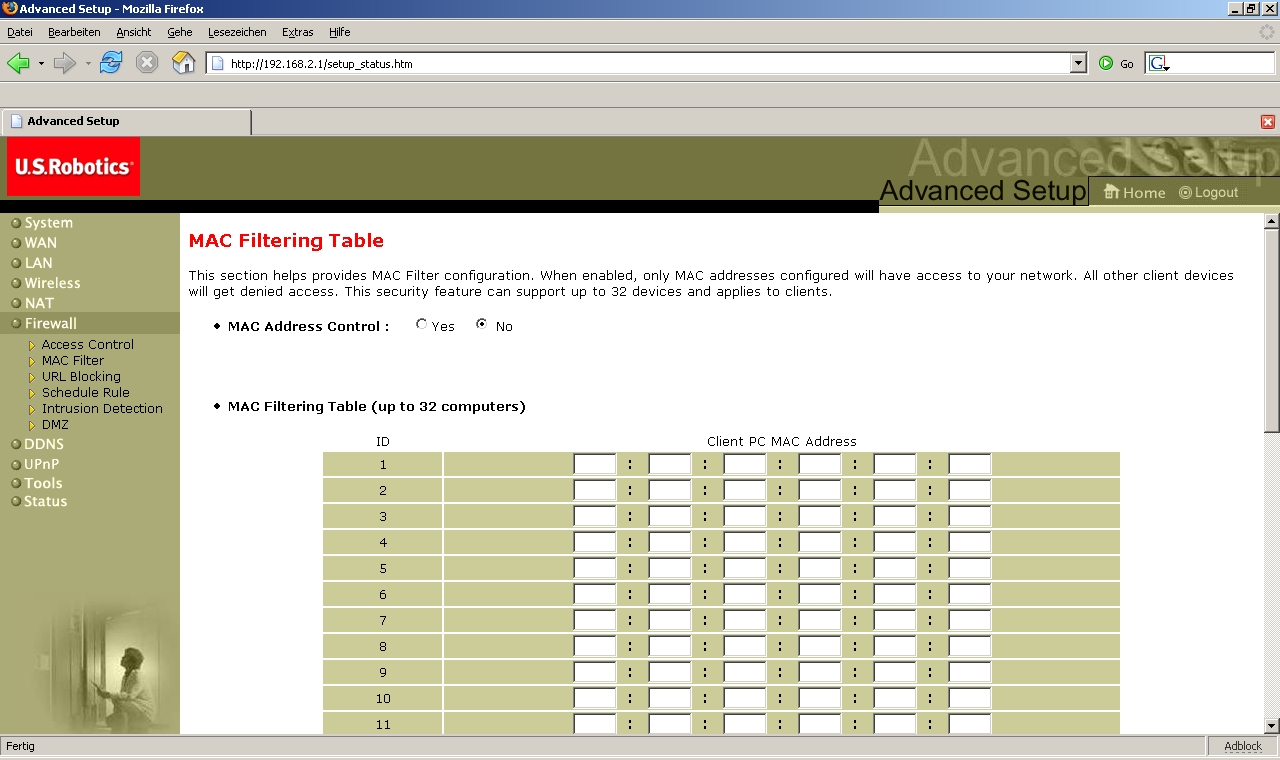 Advanced Setup - Mozilla Firefox
Datei Bearbeiten Ansicht Gehe Lesezeichen Extras Hilfe
http://192.168.2.1/setup_status.htm Go G
Advanced Setup
U.S.Robotics
Advanced Setup
Advanced Setup Home Logout
System
WAN
LAN
Wireless
NAT
Firewall
Access Control
MAC Filter
URL Blocking
Schedule Rule
Intrusion Detection
DMZ
DDNS
UPnP
Tools
Status
MAC Filtering Table
This section helps provides MAC Filter configuration. When enabled, only MAC addresses configured will have access to your network. All other client devices
will get denied access. This security feature can support up to 32 devices and applies to clients.
MAC Address Control : Yes No
MAC Filtering Table (up to 32 computers)
ID Client PC MAC Address
1 : : : : :
2 : : : : :
3 : : : : :
4 : : : : :
5 : : : : :
6 : : : : :
7 : : : : :
8 : : : : :
9 : : : : :
10 : : : : :
11 : : : : :
Fertig Adblock